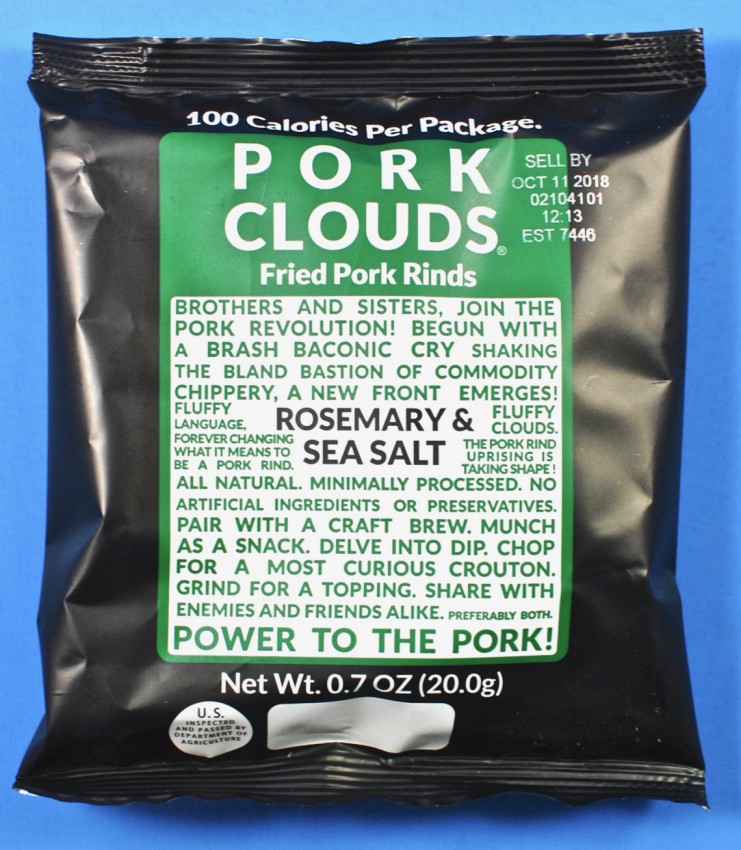 100 Calories Per Package.
PORK
CLOUDS®
Fried Pork Rinds
SELL BY
OCT 11 2018
02104101
12:13
EST 7446
BROTHERS AND SISTERS, JOIN THE
PORK REVOLUTION! BEGUN WITH
A BRASH BACONIC CRY SHAKING
THE BLAND BASTION OF COMMODITY
CHIPPERY, A NEW FRONT EMERGES!
FLUFFY
LANGUAGE,
FOREVER CHANGING
WHAT IT MEANS TO
BE A PORK RIND.
ROSEMARY &
SEA SALT
FLUFFY
CLOUDS.
THE PORK RIND
UPRISING IS
TAKING SHAPE!
ALL NATURAL. MINIMALLY PROCESSED. NO
ARTIFICIAL INGREDIENTS OR PRESERVATIVES.
PAIR WITH A CRAFT BREW. MUNCH
AS A SNACK. DELVE INTO DIP. CHOP
FOR A MOST CURIOUS CROUTON.
GRIND FOR A TOPPING. SHARE WITH
ENEMIES AND FRIENDS ALIKE. PREFERABLY BOTH.
POWER TO THE PORK!
Net Wt. 0.7 OZ (20.0g)
U.S.
INSPECTED
AND PASSED BY
DEPARTMENT OF
AGRICULTURE